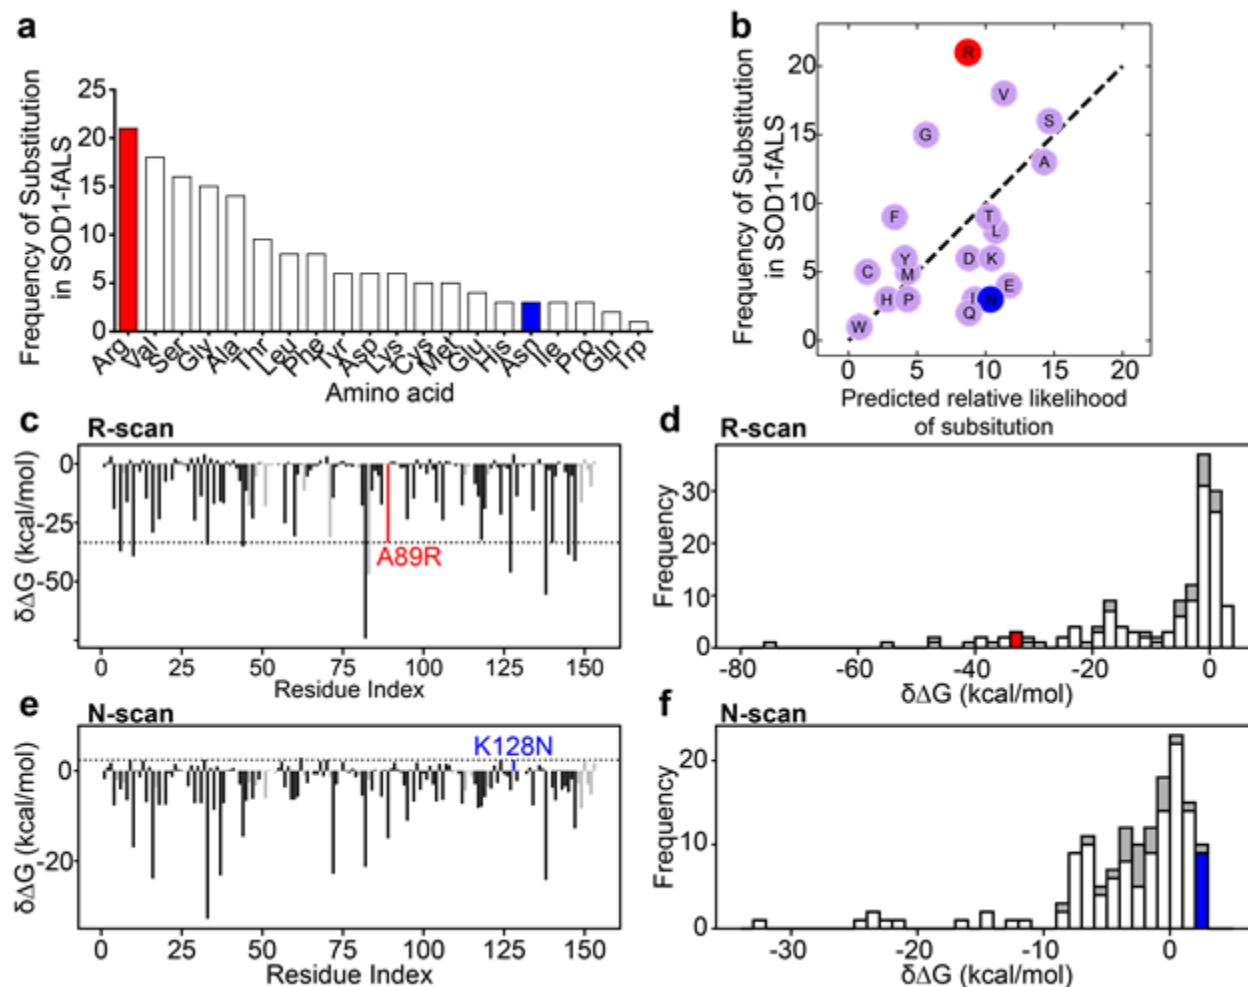 a
Frequency of Substitution
in SOD1-fALS
25
20
15
10
5
0
Arg
Val
Ser
Gly
Ala
Thr
Leu
Phe
Tyr
Asp
Lys
Cys
Met
Glu
His
Asn
Ile
Pro
Gln
Trp
Amino acid
b
Frequency of Substitution
in SOD1-fALS
20
15
10
5
0
R
V
S
G
A
F
T
L
Y
D
K
C
M
E
H
P
I
N
Q
W
0 5 10 15 20
Predicted relative likelihood
of subsitution
c
R-scan
δΔG (kcal/mol)
0
-25
-50
A89R
0 25 50 75 100 125 150
Residue Index
d
R-scan
Frequency
30
20
10
0
-80 -60 -40 -20 0
δΔG (kcal/mol)
e
N-scan
δΔG (kcal/mol)
0
-20
K128N
0 25 50 75 100 125 150
Residue Index
f
N-scan
Frequency
20
10
0
-30 -20 -10 0
δΔG (kcal/mol)